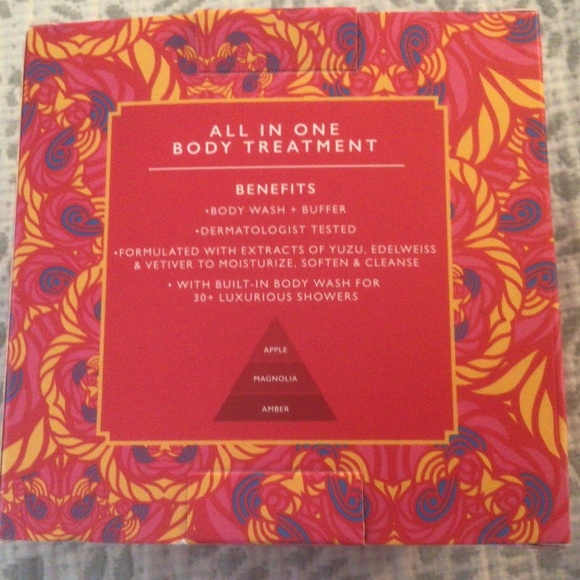 ALL IN ONE
BODY TREATMENT
BENEFITS
•BODY WASH + BUFFER
•DERMATOLOGIST TESTED
•FORMULATED WITH EXTRACTS OF YUZU, EDELWEISS
& VETIVER TO MOISTURIZE, SOFTEN & CLEANSE
• WITH BUILT-IN BODY WASH FOR
30+ LUXURIOUS SHOWERS
APPLE
MAGNOLIA
AMBER